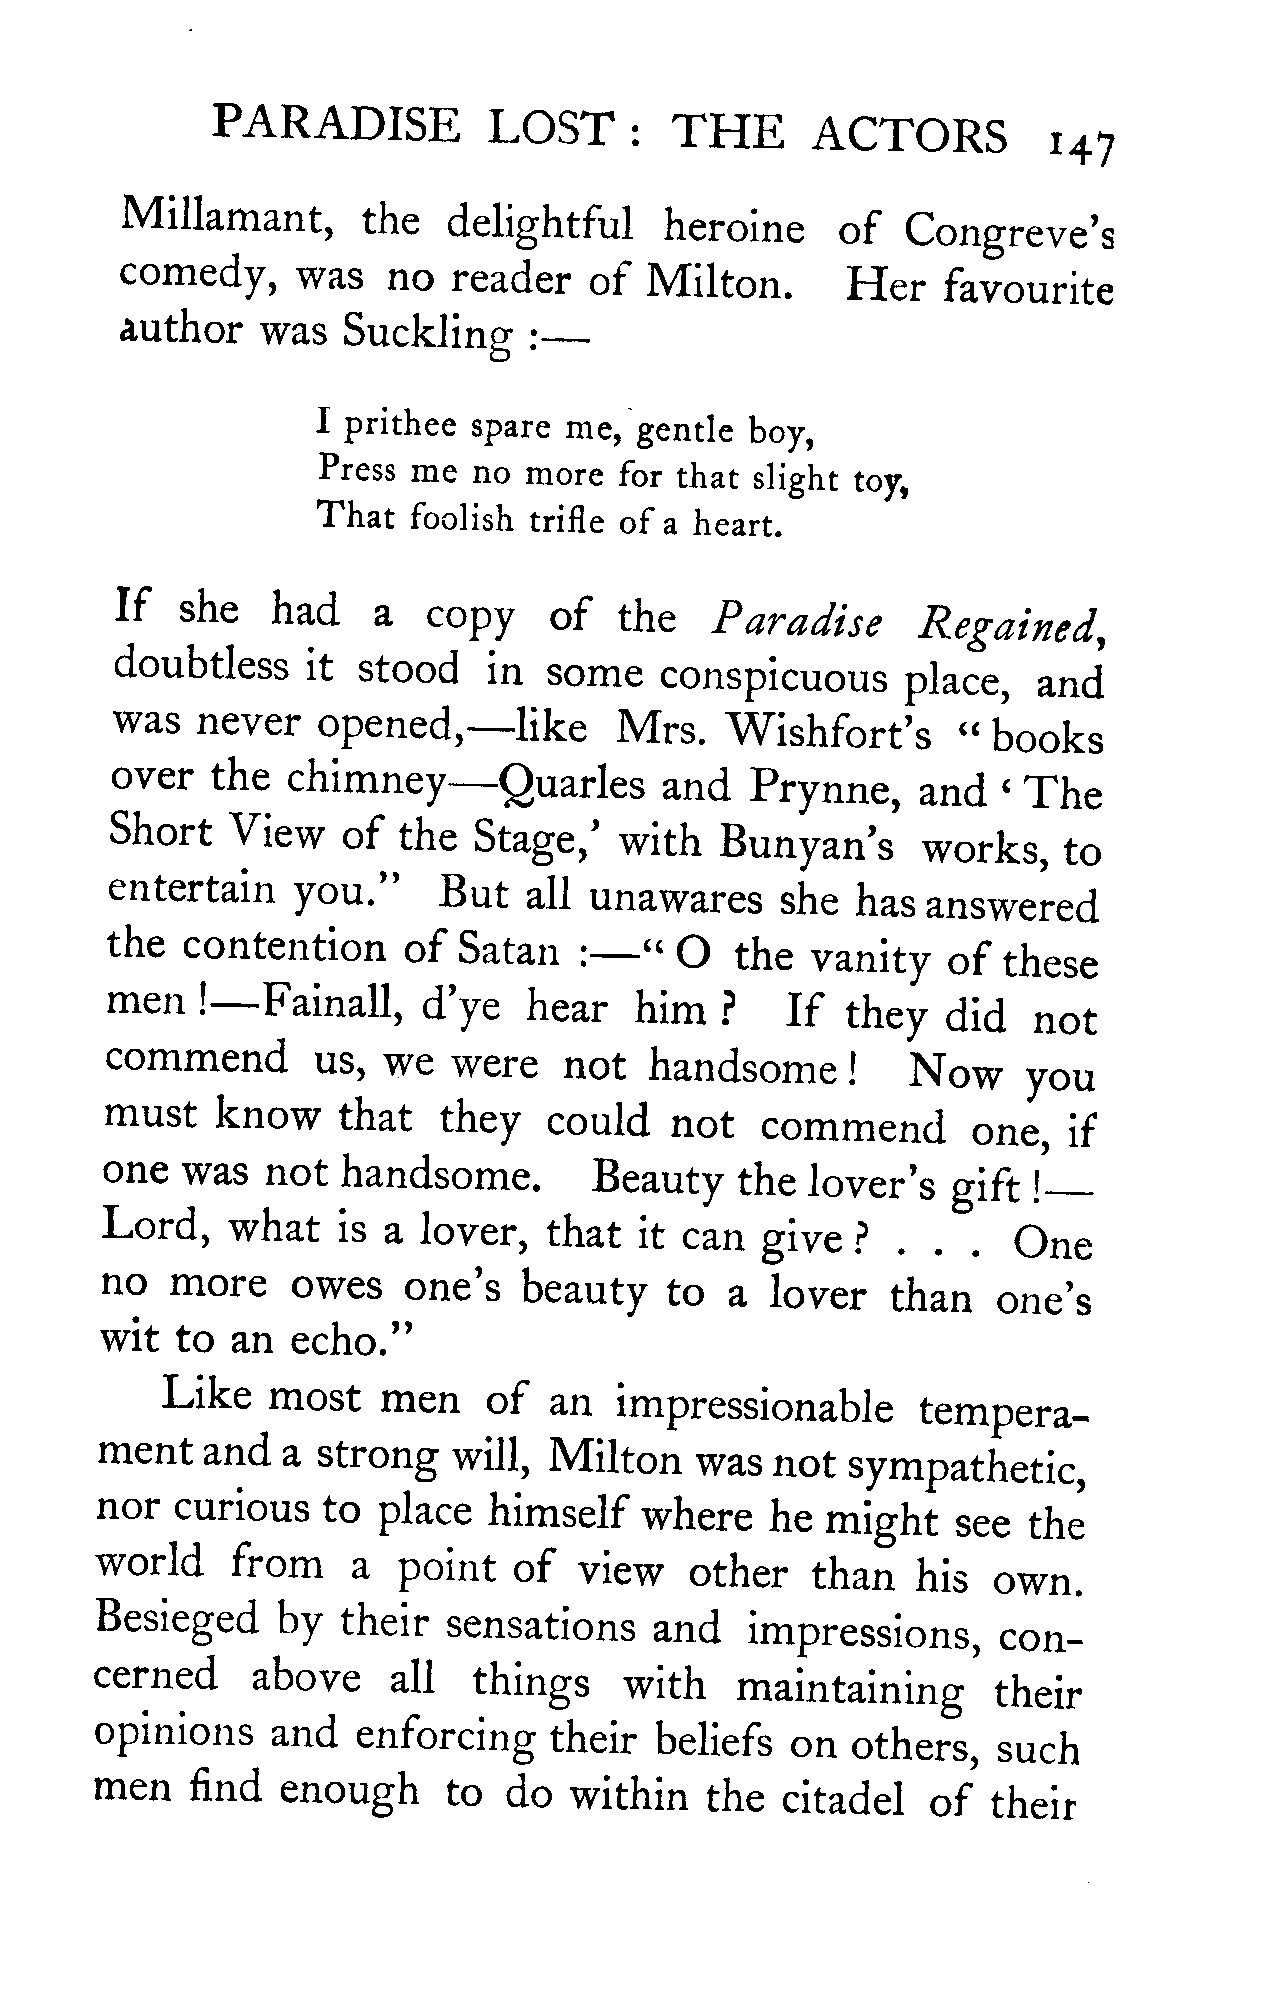 PARADISE LOST: THE ACTORS 147
Millamant, the delightful heroine of Congreve's
comedy, was no reader of Milton. Her favourite
author was Suckling :—
I prithee spare me, gentle boy,
Press me no more for that slight toy,
That foolish trifle of a heart.
If she had a copy of the Paradise Regained,
doubtless it stood in some conspicuous place, and
was never opened,—like Mrs. Wishfort's “ books
over the chimney—Quarles and Prynne, and ‘ The
Short View of the Stage,’ with Bunyan's works, to
entertain you.” But all unawares she has answered
the contention of Satan :—“ O the vanity of these
men !—Fainall, d'ye hear him ? If they did not
commend us, we were not handsome ! Now you
must know that they could not commend one, if
one was not handsome. Beauty the lover's gift !—
Lord, what is a lover, that it can give ? . . . One
no more owes one's beauty to a lover than one's
wit to an echo.”
Like most men of an impressionable tempera-
ment and a strong will, Milton was not sympathetic,
nor curious to place himself where he might see the
world from a point of view other than his own.
Besieged by their sensations and impressions, con-
cerned above all things with maintaining their
opinions and enforcing their beliefs on others, such
men find enough to do within the citadel of their